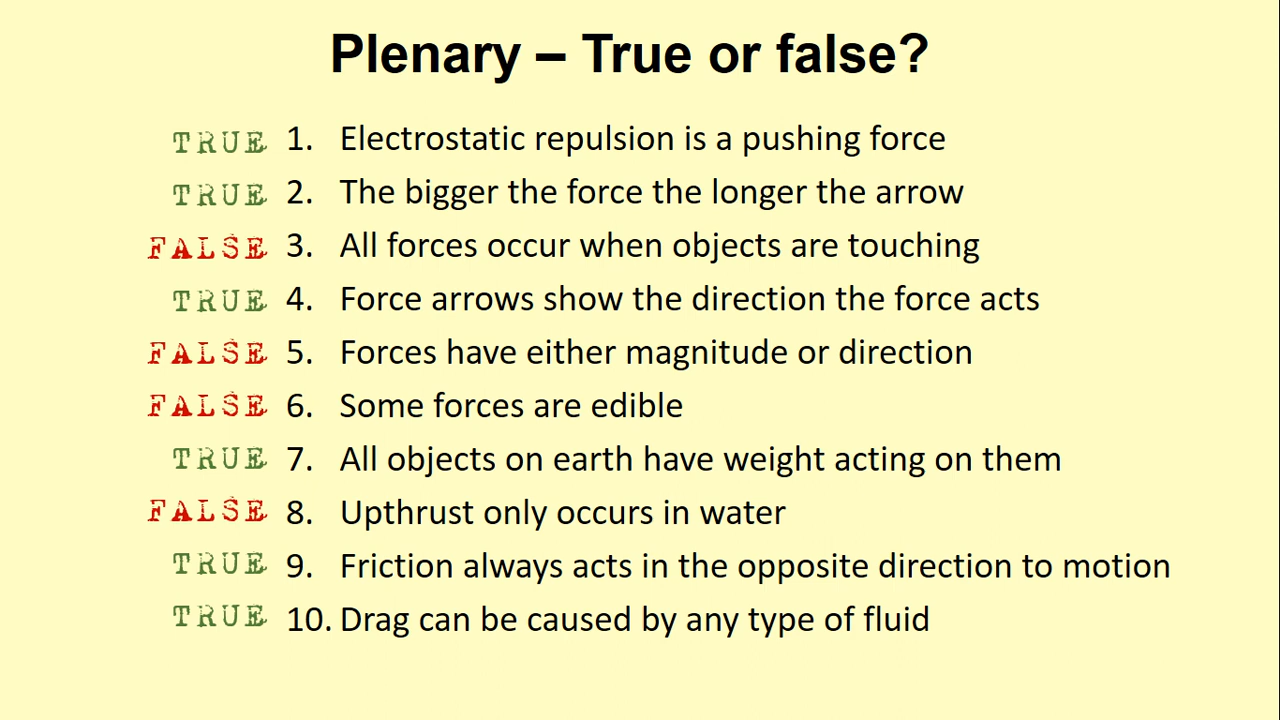 Plenary – True or false?
TRUE 1. Electrostatic repulsion is a pushing force
TRUE 2. The bigger the force the longer the arrow
FALSE 3. All forces occur when objects are touching
TRUE 4. Force arrows show the direction the force acts
FALSE 5. Forces have either magnitude or direction
FALSE 6. Some forces are edible
TRUE 7. All objects on earth have weight acting on them
FALSE 8. Upthrust only occurs in water
TRUE 9. Friction always acts in the opposite direction to motion
TRUE 10. Drag can be caused by any type of fluid